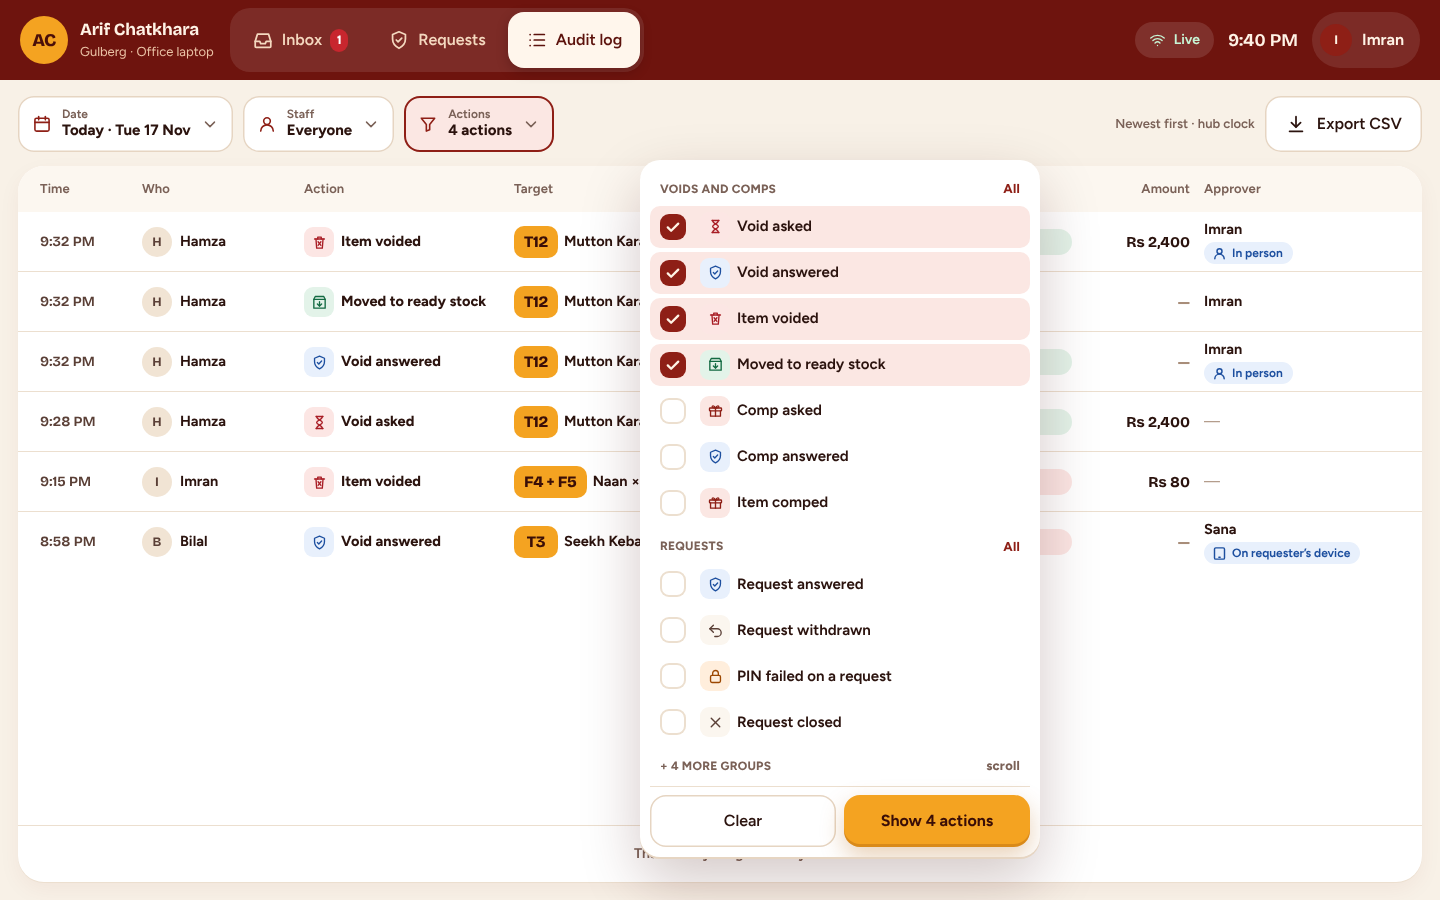 AC
Arif Chatkhara
Gulberg · Office laptop
Inbox 1
Requests
Audit log
Live
9:40 PM
I
Imran
Date
Today · Tue 17 Nov
Staff
Everyone
Actions
4 actions
Newest first · hub clock
Export CSV
Time Who Action Target Amount Approver
9:32 PM H Hamza Item voided T12 Mutton Rs 2,400 Imran
In person
9:32 PM H Hamza Moved to ready stock T12 Mutton — Imran
9:32 PM H Hamza Void answered T12 Mutton — Imran
In person
9:28 PM H Hamza Void asked T12 Mutton Rs 2,400 —
9:15 PM I Imran Item voided F4 + F5 Naan × Rs 80 —
8:58 PM B Bilal Void answered T3 Seekh — Sana
On requester's device
VOIDS AND COMPS All
Void asked
Void answered
Item voided
Moved to ready stock
Comp asked
Comp answered
Item comped
REQUESTS All
Request answered
Request withdrawn
PIN failed on a request
Request closed
+ 4 MORE GROUPS scroll
Clear
Show 4 actions